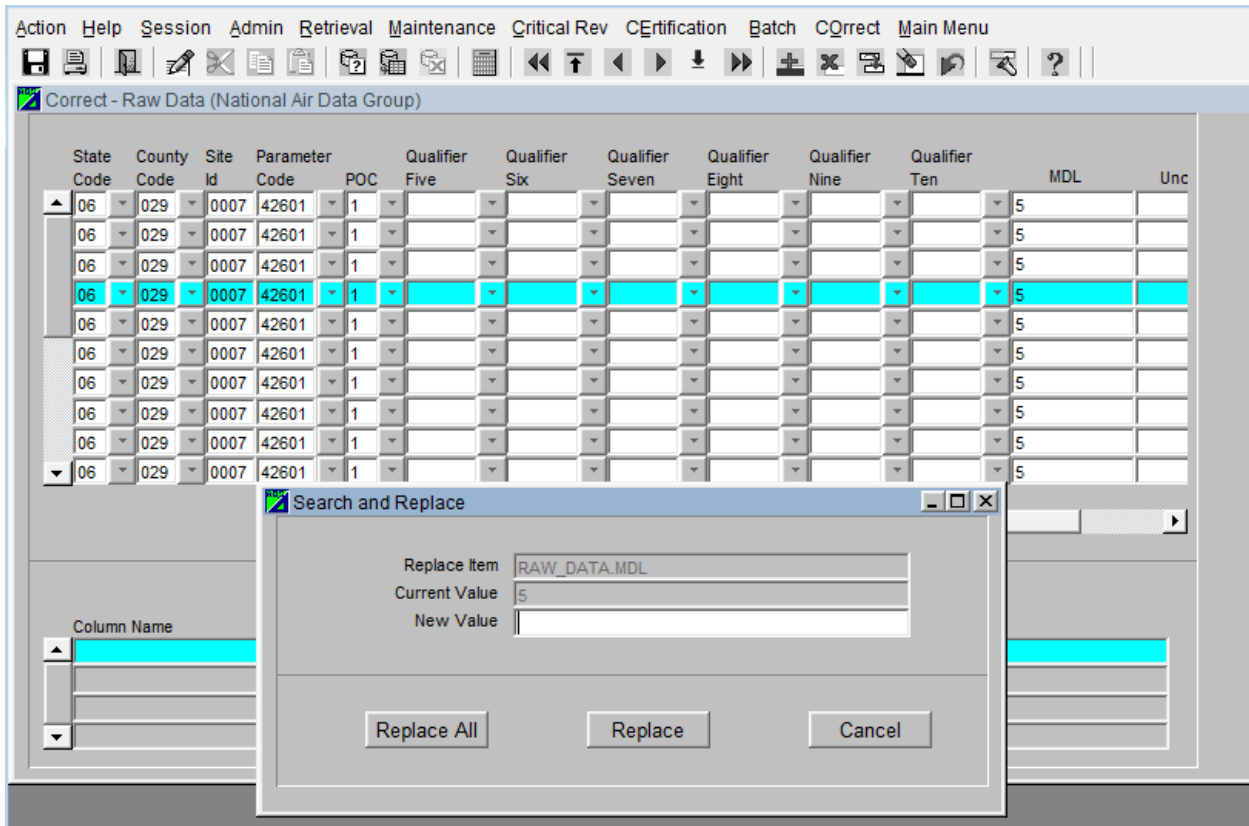 Action Help Session Admin Retrieval Maintenance Critical Rev CErtification Batch COrrect Main Menu
Correct - Raw Data (National Air Data Group)
State County Site Parameter Qualifier Qualifier Qualifier Qualifier Qualifier Qualifier
Code Code Id Code POC Five Six Seven Eight Nine Ten MDL Unc
06 029 0007 42601 1 5
06 029 0007 42601 1 5
06 029 0007 42601 1 5
06 029 0007 42601 1 5
06 029 0007 42601 1 5
06 029 0007 42601 1 5
06 029 0007 42601 1 5
06 029 0007 42601 1 5
06 029 0007 42601 1 5
06 029 0007 42601 1 5
Search and Replace
Replace Item RAW_DATA.MDL
Current Value 5
New Value
Column Name
Replace All Replace Cancel